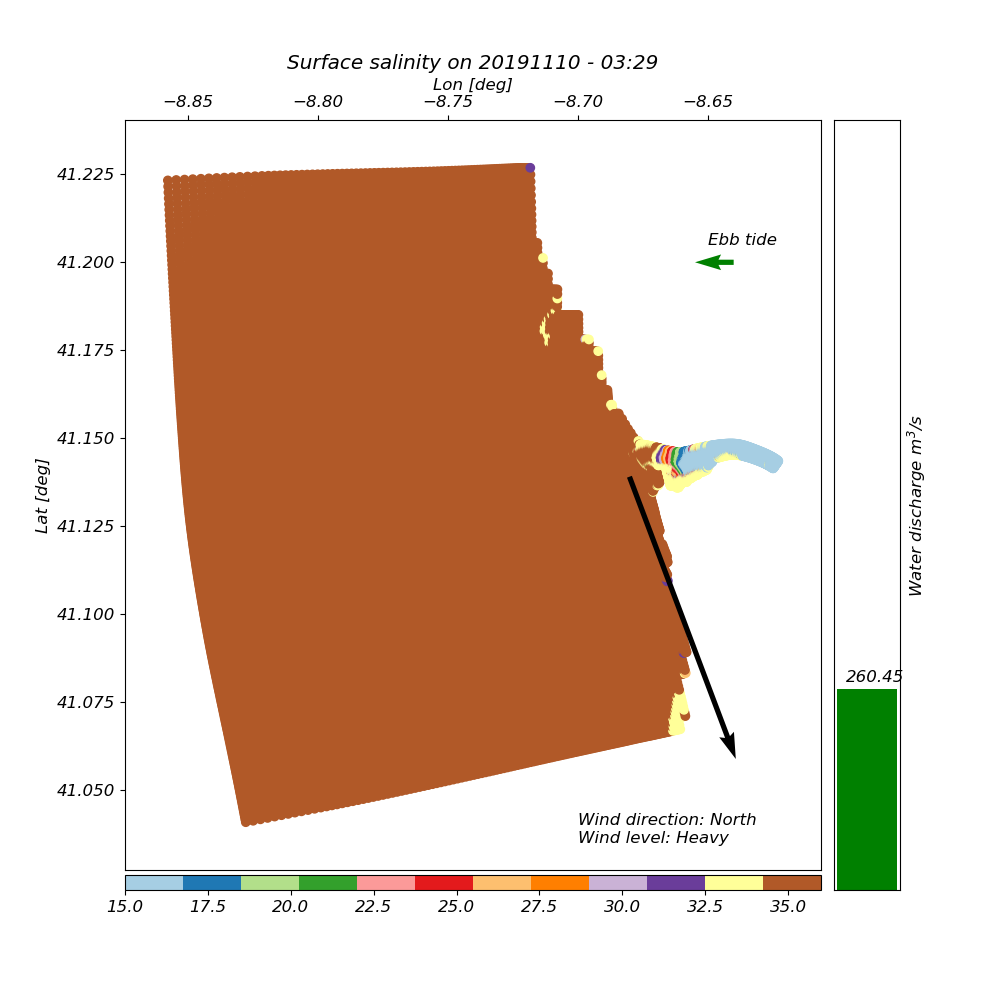 Surface salinity on 20191110 - 03:29
Lon [deg]
−8.85 −8.80 −8.75 −8.70 −8.65
41.225
41.200
41.175
41.150
41.125
41.100
41.075
41.050
Lat [deg]
Ebb tide
Wind direction: North
Wind level: Heavy
15.0 17.5 20.0 22.5 25.0 27.5 30.0 32.5 35.0
260.45
Water discharge m³/s